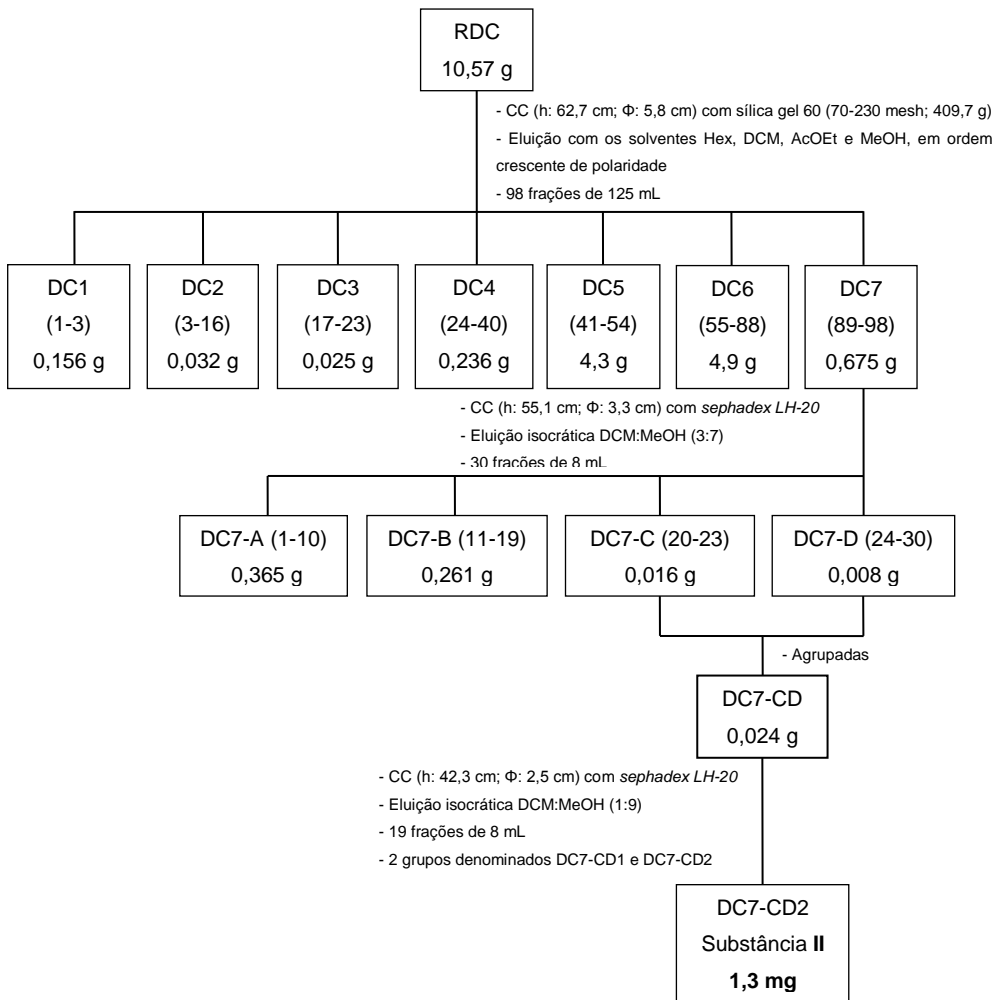 RDC
10,57 g
- CC (h: 62,7 cm; Φ: 5,8 cm) com sílica gel 60 (70-230 mesh; 409,7 g)
- Eluição com os solventes Hex, DCM, AcOEt e MeOH, em ordem
crescente de polaridade
- 98 frações de 125 mL
DC1
(1-3)
0,156 g
DC2
(3-16)
0,032 g
DC3
(17-23)
0,025 g
DC4
(24-40)
0,236 g
DC5
(41-54)
4,3 g
DC6
(55-88)
4,9 g
DC7
(89-98)
0,675 g
- CC (h: 55,1 cm; Φ: 3,3 cm) com sephadex LH-20
- Eluição isocrática DCM:MeOH (3:7)
- 30 frações de 8 mL
DC7-A (1-10)
0,365 g
DC7-B (11-19)
0,261 g
DC7-C (20-23)
0,016 g
DC7-D (24-30)
0,008 g
- Agrupadas
DC7-CD
0,024 g
- CC (h: 42,3 cm; Φ: 2,5 cm) com sephadex LH-20
- Eluição isocrática DCM:MeOH (1:9)
- 19 frações de 8 mL
- 2 grupos denominados DC7-CD1 e DC7-CD2
DC7-CD2
Substância II
1,3 mg